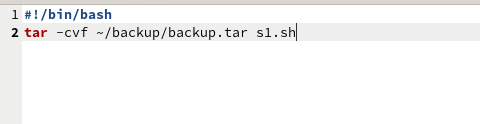 1 #!/bin/bash
2 tar -cvf ~/backup/backup.tar s1.sh